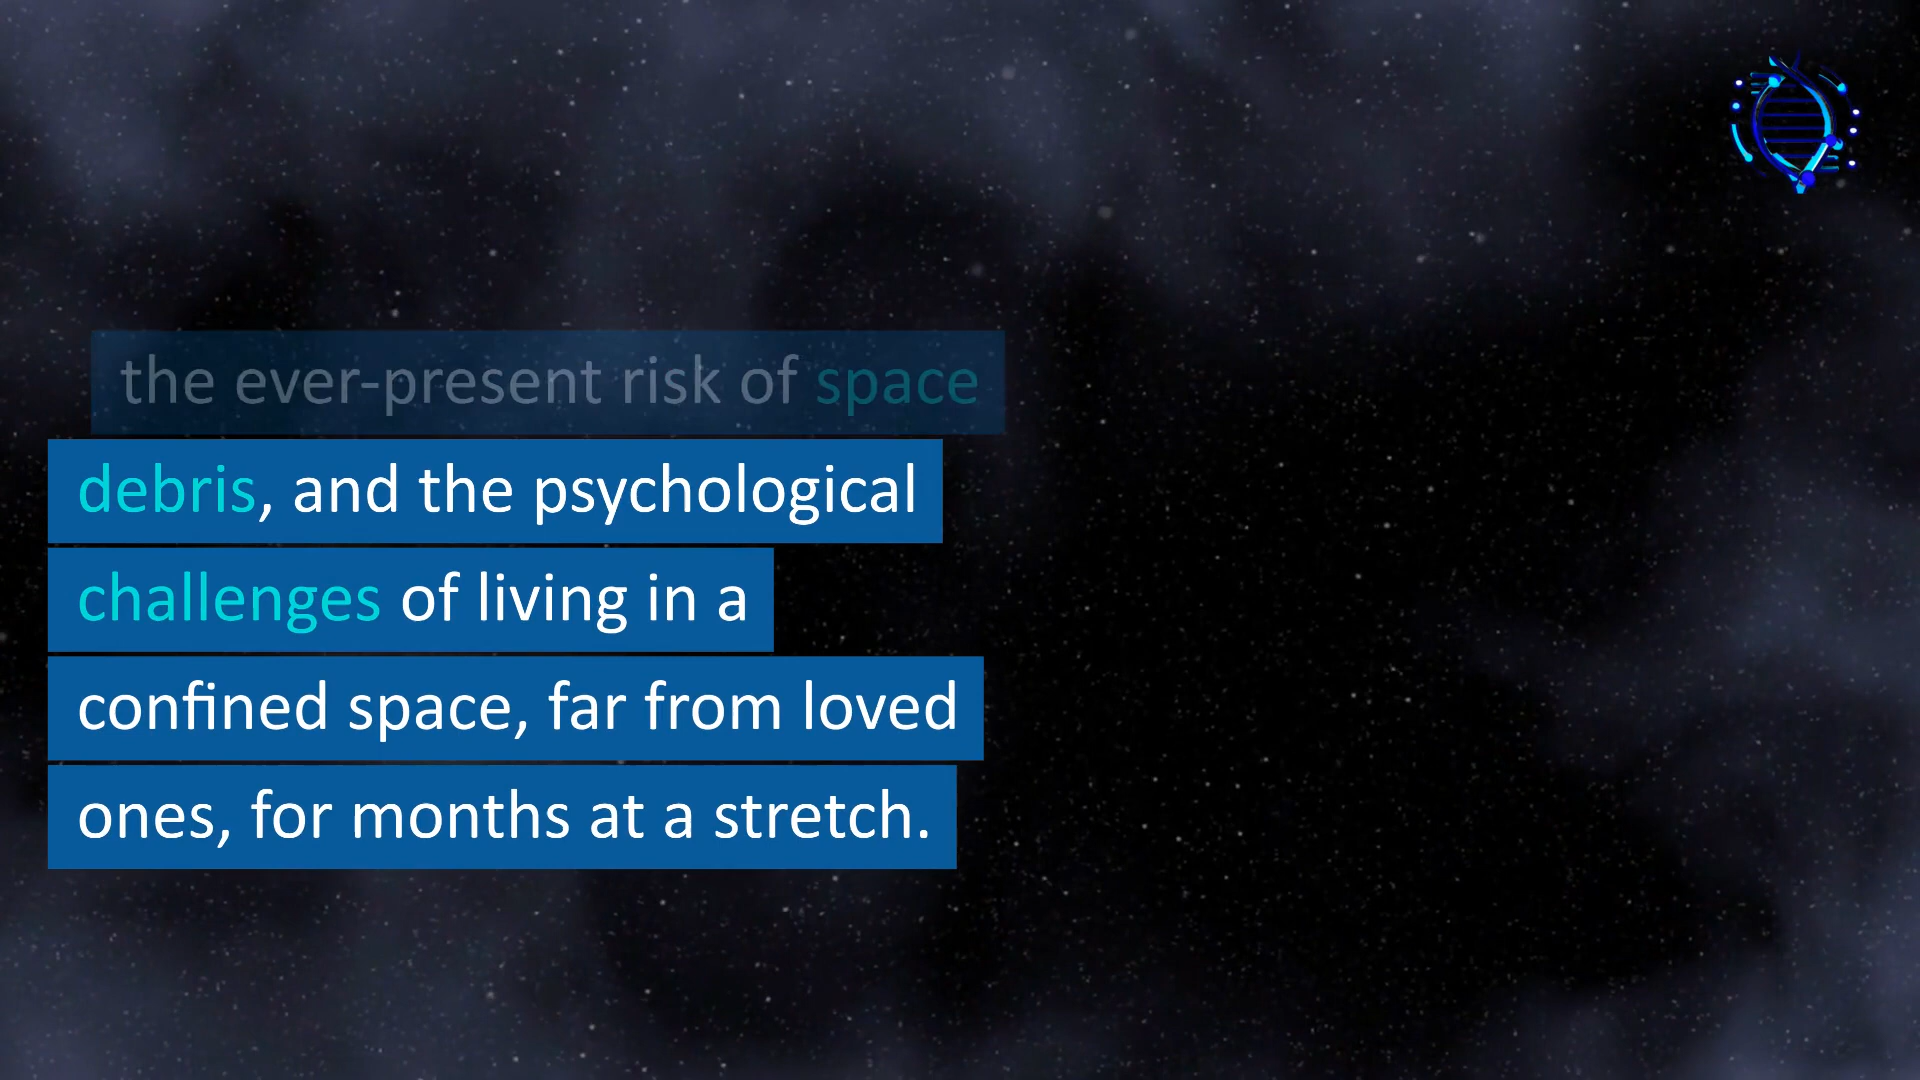 the ever-present risk of space
debris, and the psychological
challenges of living in a
confined space, far from loved
ones, for months at a stretch.